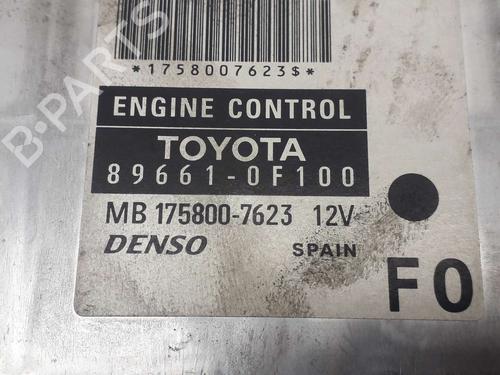 *1758007623$*
ENGINE CONTROL
TOYOTA
89661-0F100
MB 175800-7623 12V
DENSO SPAIN
F0
B-PARTS